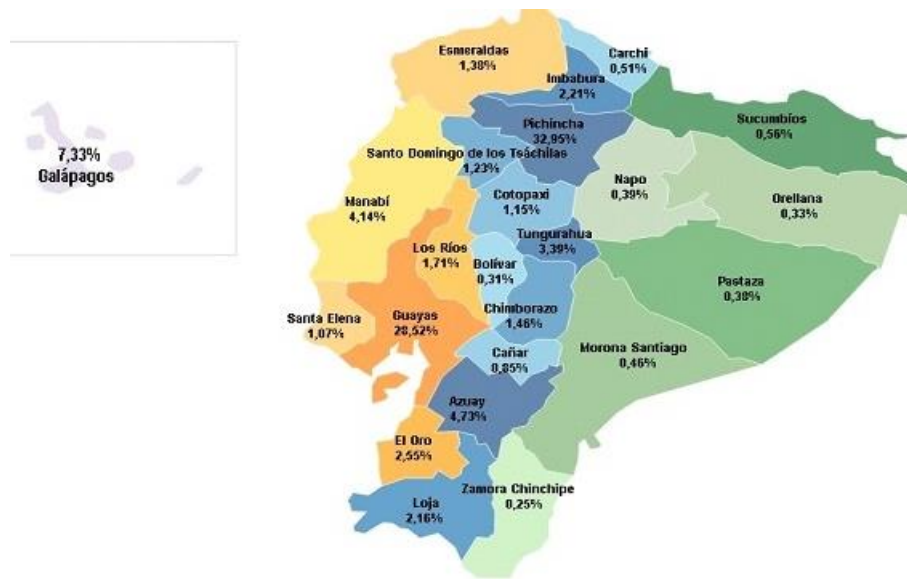 7,33%
Galápagos
Esmeraldas
1,38%
Carchi
0,51%
Imbabura
2,21%
Pichincha
32,95%
Sucumbíos
0,56%
Santo Domingo de los Tsáchilas
1,23%
Napo
0,39%
Orellana
0,33%
Manabí
4,14%
Cotopaxi
1,15%
Tungurahua
3,39%
Los Ríos
1,71%
Bolívar
0,31%
Pastaza
0,38%
Santa Elena
1,07%
Guayas
28,52%
Chimborazo
1,46%
Morona Santiago
0,46%
Cañar
0,85%
Azuay
4,73%
El Oro
2,55%
Zamora Chinchipe
0,25%
Loja
2,16%